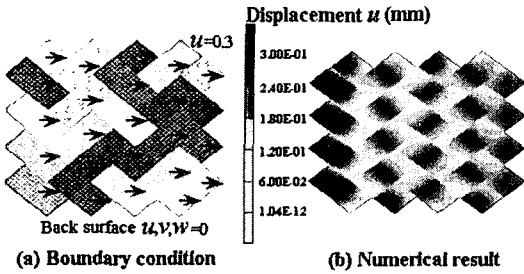 Displacement u (mm)
u=0.3
3.00E-01
2.40E-01
1.80E-01
1.20E-01
6.00E-02
1.04E-12
Back surface u,v,w=0
(a) Boundary condition
(b) Numerical result